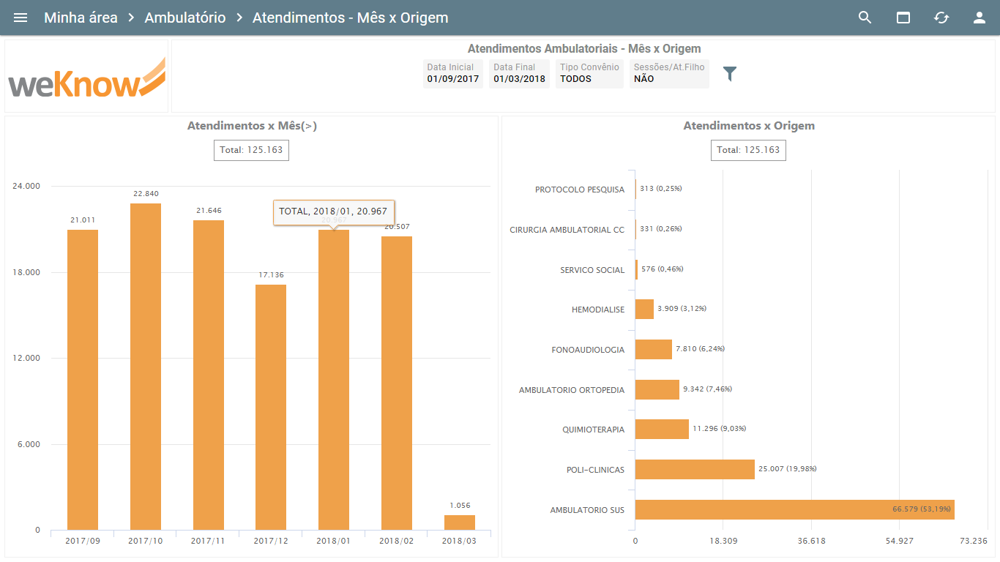 Minha área > Ambulatório > Atendimentos - Mês x Origem
weKnow
Atendimentos Ambulatoriais - Mês x Origem
Data Inicial
01/09/2017
Data Final
01/03/2018
Tipo Convênio
TODOS
Sessões/At.Filho
NÃO
Atendimentos x Mês(>)
Total: 125.163
24.000
18.000
12.000
6.000
0
21.011
22.840
21.646
17.136
TOTAL, 2018/01, 20.967
20.967
20.507
1.056
2017/09
2017/10
2017/11
2017/12
2018/01
2018/02
2018/03
Atendimentos x Origem
Total: 125.163
PROTOCOLO PESQUISA 313 (0,25%)
CIRURGIA AMBULATORIAL CC 331 (0,26%)
SERVICO SOCIAL 576 (0,46%)
HEMODIALISE 3.909 (3,12%)
FONOAUDIOLOGIA 7.810 (6,24%)
AMBULATORIO ORTOPEDIA 9.342 (7,46%)
QUIMIOTERAPIA 11.296 (9,03%)
POLI-CLINICAS 25.007 (19,98%)
AMBULATORIO SUS 66.579 (53,19%)
0
18.309
36.618
54.927
73.236